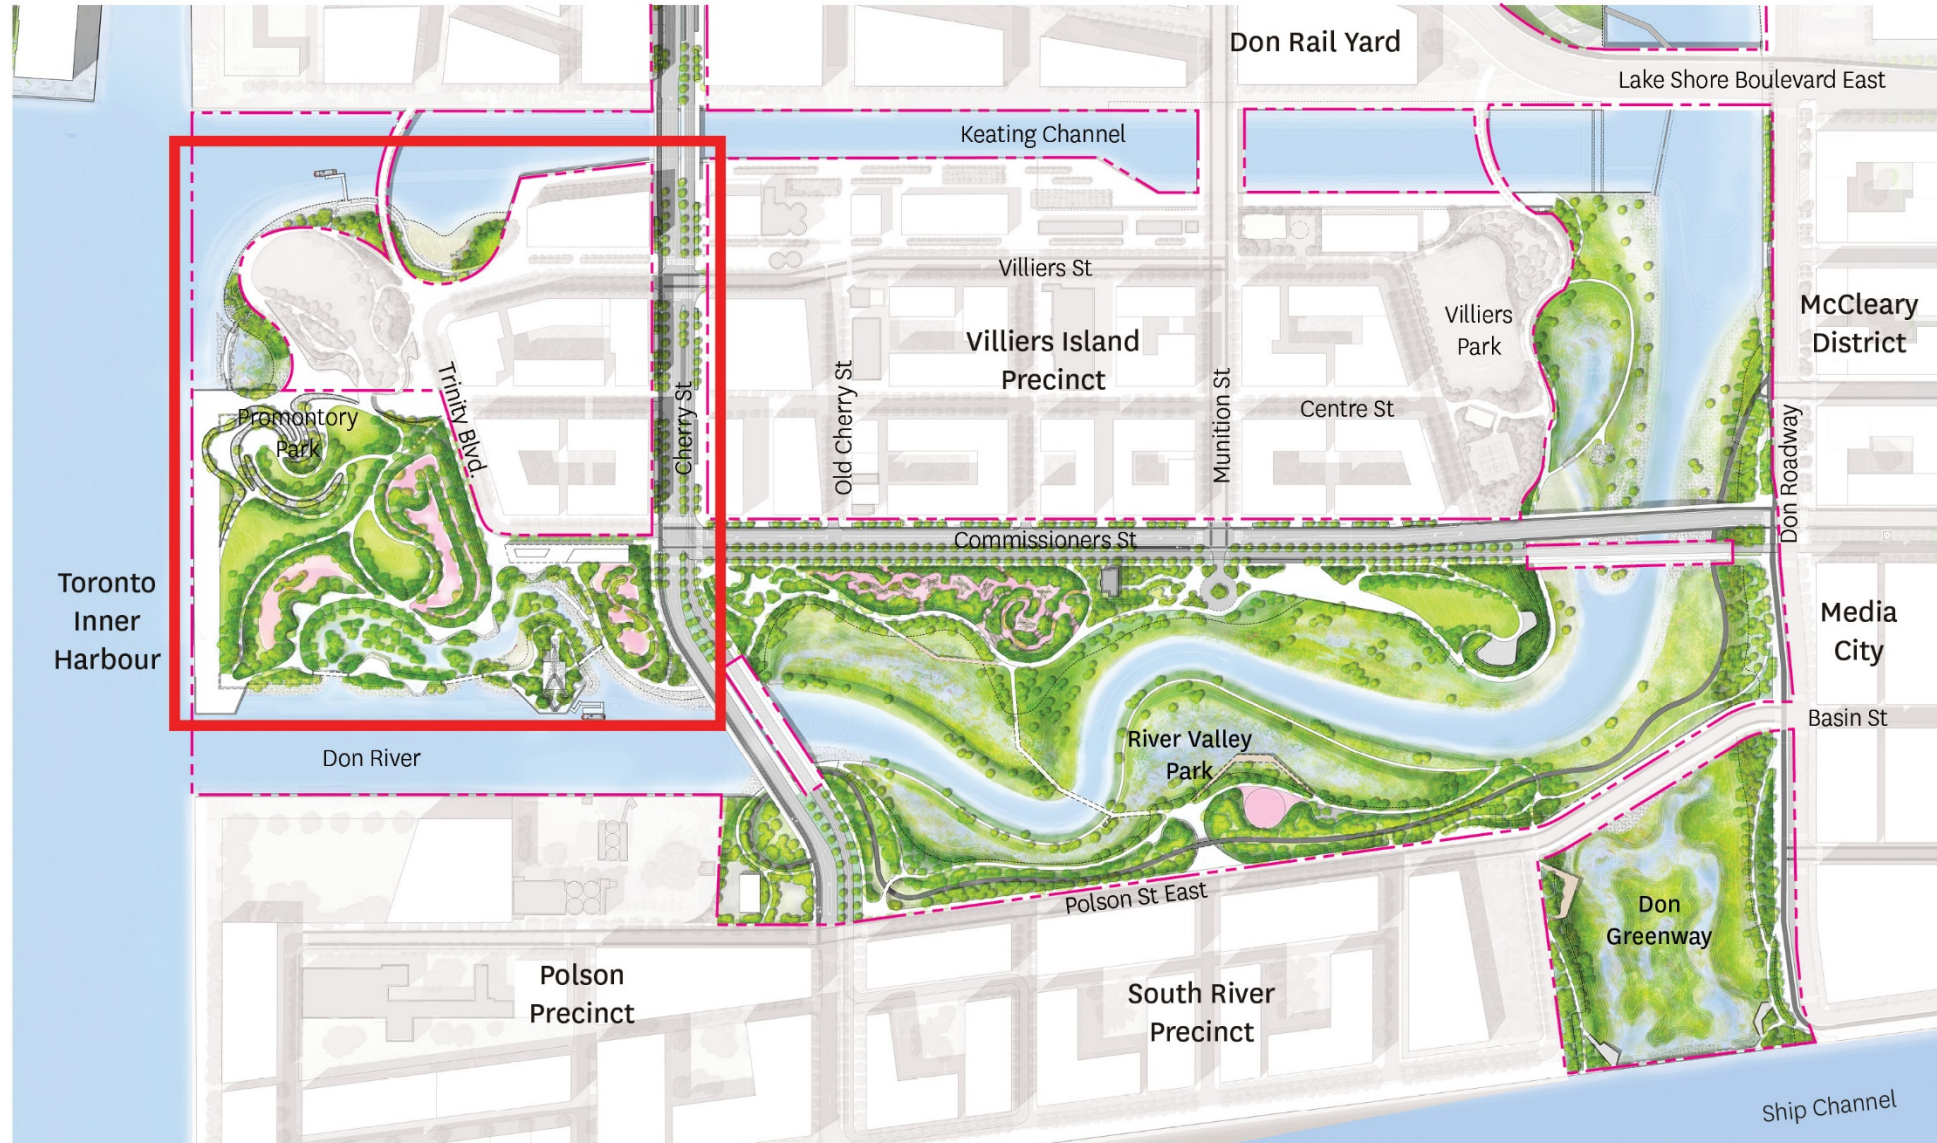 Don Rail Yard
Lake Shore Boulevard East
Keating Channel
Villiers St
Villiers
Park
McCleary
District
Villiers Island
Precinct
Old Cherry St
Munition St
Centre St
Trinity Blvd.
Cherry St
Promontory
Park
Don Roadway
Commissioners St
Toronto
Inner
Harbour
Media
City
Basin St
River Valley
Park
Don River
Polson St East
Don
Greenway
Polson
Precinct
South River
Precinct
Ship Channel